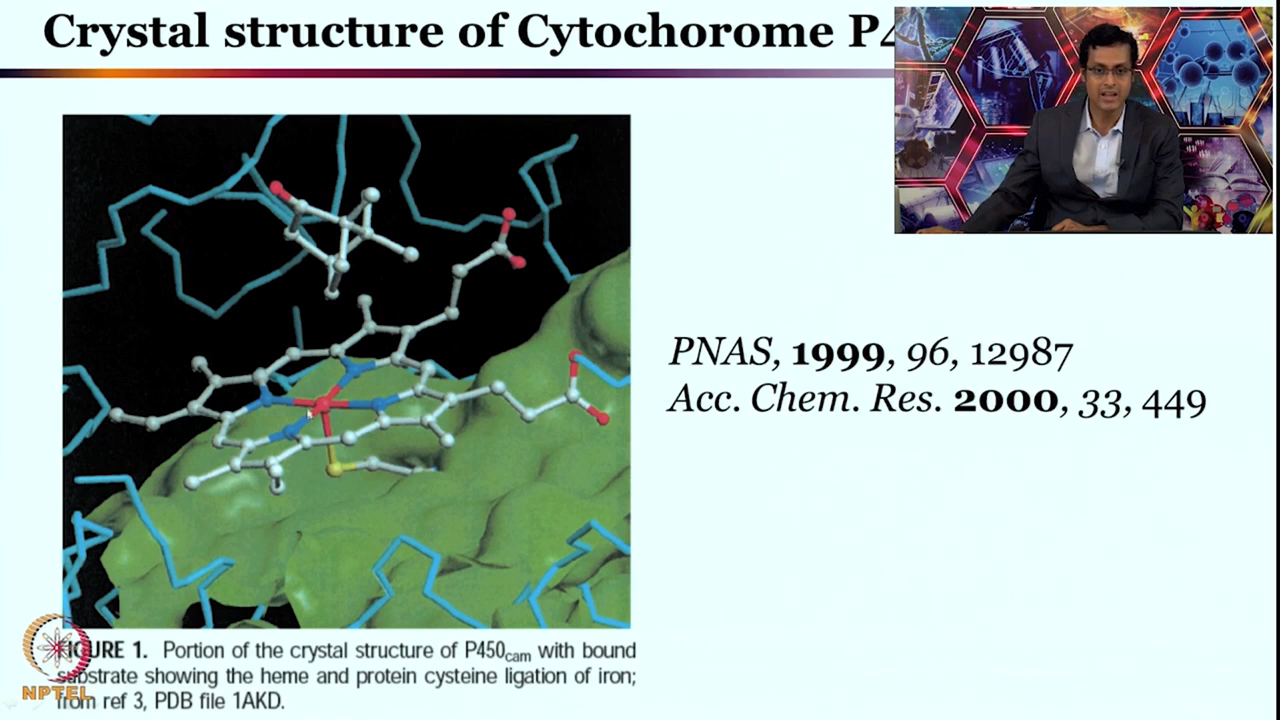 Crystal structure of Cytochorome P4
PNAS, 1999, 96, 12987
Acc. Chem. Res. 2000, 33, 449
FIGURE 1. Portion of the crystal structure of P450cam with bound
substrate showing the heme and protein cysteine ligation of iron;
from ref 3, PDB file 1AKD.
NPTEL